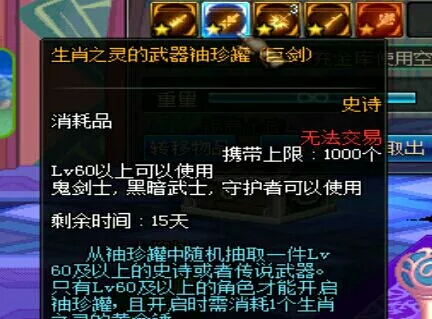 生肖之灵的武器袖珍罐(巨剑)
史诗
重量
消耗品
无法交易
携带上限：1000个
取出
Lv60以上可以使用
鬼剑士, 黑暗武士, 守护者可以使用
剩余时间：15天
从袖珍罐中随机抽取一件Lv
60及以上的史诗或者传说武器。
只有Lv60及以上的角色才能开启
袖珍罐, 且开启时需消耗1个生肖